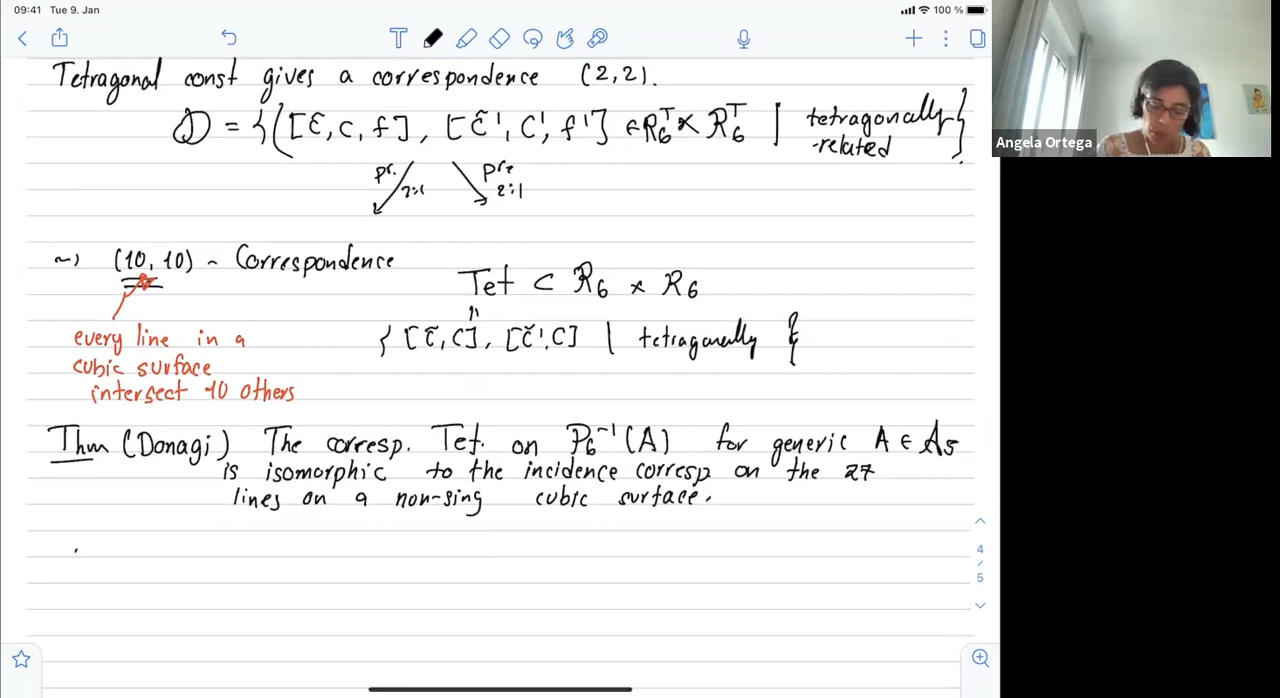 09:41 Tue 9. Jan
100 %
Tetragonal const gives a correspondence (2,2).
𝒟 = {([C̃, C, f], [C̃', C', f'] ∈ R₆ᵀ × R₆ᵀ | tetragonally
-related }
pr. 2:1 pr₂ 2:1
⇝ (10, 10) - Correspondence
Tet ⊂ R₆ × R₆
every line in a
cubic surface
intersect 10 others
{ [C̃, C], [C̃', C] | tetragonally }
Thm (Donagi) The corresp. Tet. on P₆⁻¹(A) for generic A ∈ A₅
is isomorphic to the incidence corresp on the 27
lines on a non-sing cubic surface.
4
/
5
Angela Ortega